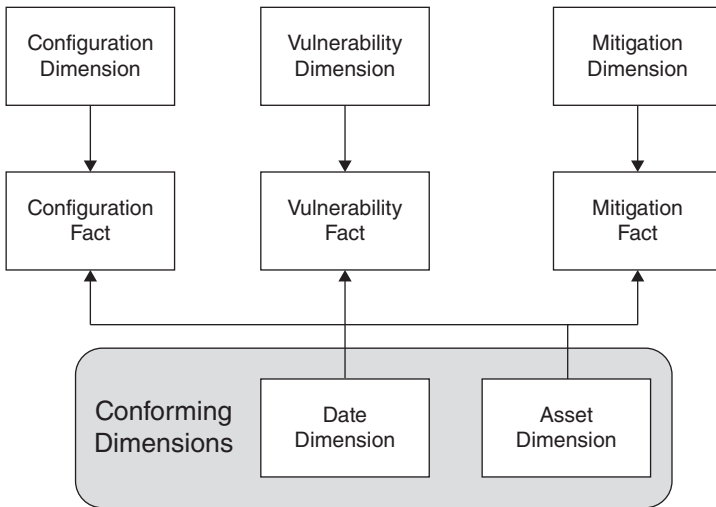 Configuration
Dimension
Vulnerability
Dimension
Mitigation
Dimension
Configuration
Fact
Vulnerability
Fact
Mitigation
Fact
Conforming
Dimensions
Date
Dimension
Asset
Dimension